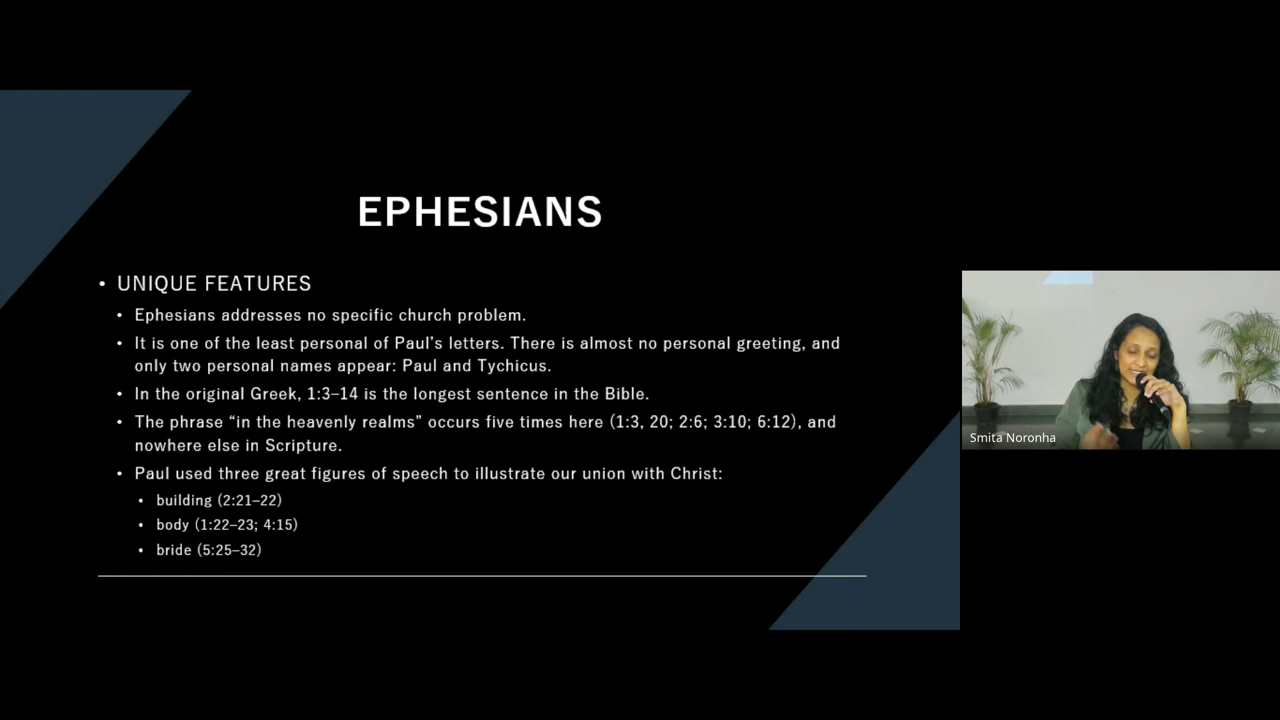 EPHESIANS
• UNIQUE FEATURES
• Ephesians addresses no specific church problem.
• It is one of the least personal of Paul’s letters. There is almost no personal greeting, and
only two personal names appear: Paul and Tychicus.
• In the original Greek, 1:3–14 is the longest sentence in the Bible.
• The phrase “in the heavenly realms” occurs five times here (1:3, 20; 2:6; 3:10; 6:12), and
nowhere else in Scripture.
• Paul used three great figures of speech to illustrate our union with Christ:
• building (2:21–22)
• body (1:22–23; 4:15)
• bride (5:25–32)
Smita Noronha